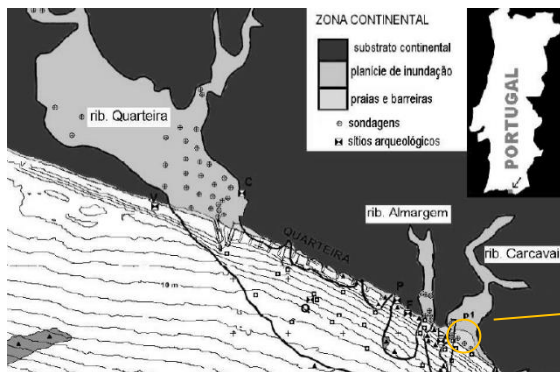 ZONA CONTINENTAL
substrato continental
planície de inundação
praias e barreiras
sondagens
sítios arqueológicos
PORTUGAL
rib. Quarteira
V
C
QUARTEIRA
rib. Almargem
rib. Carcavai
10 m
Q
P
F
p1